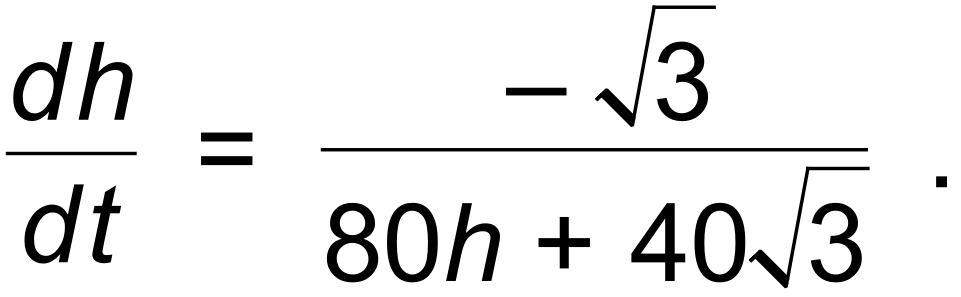 dh/dt = −√3 / (80h + 40√3) .